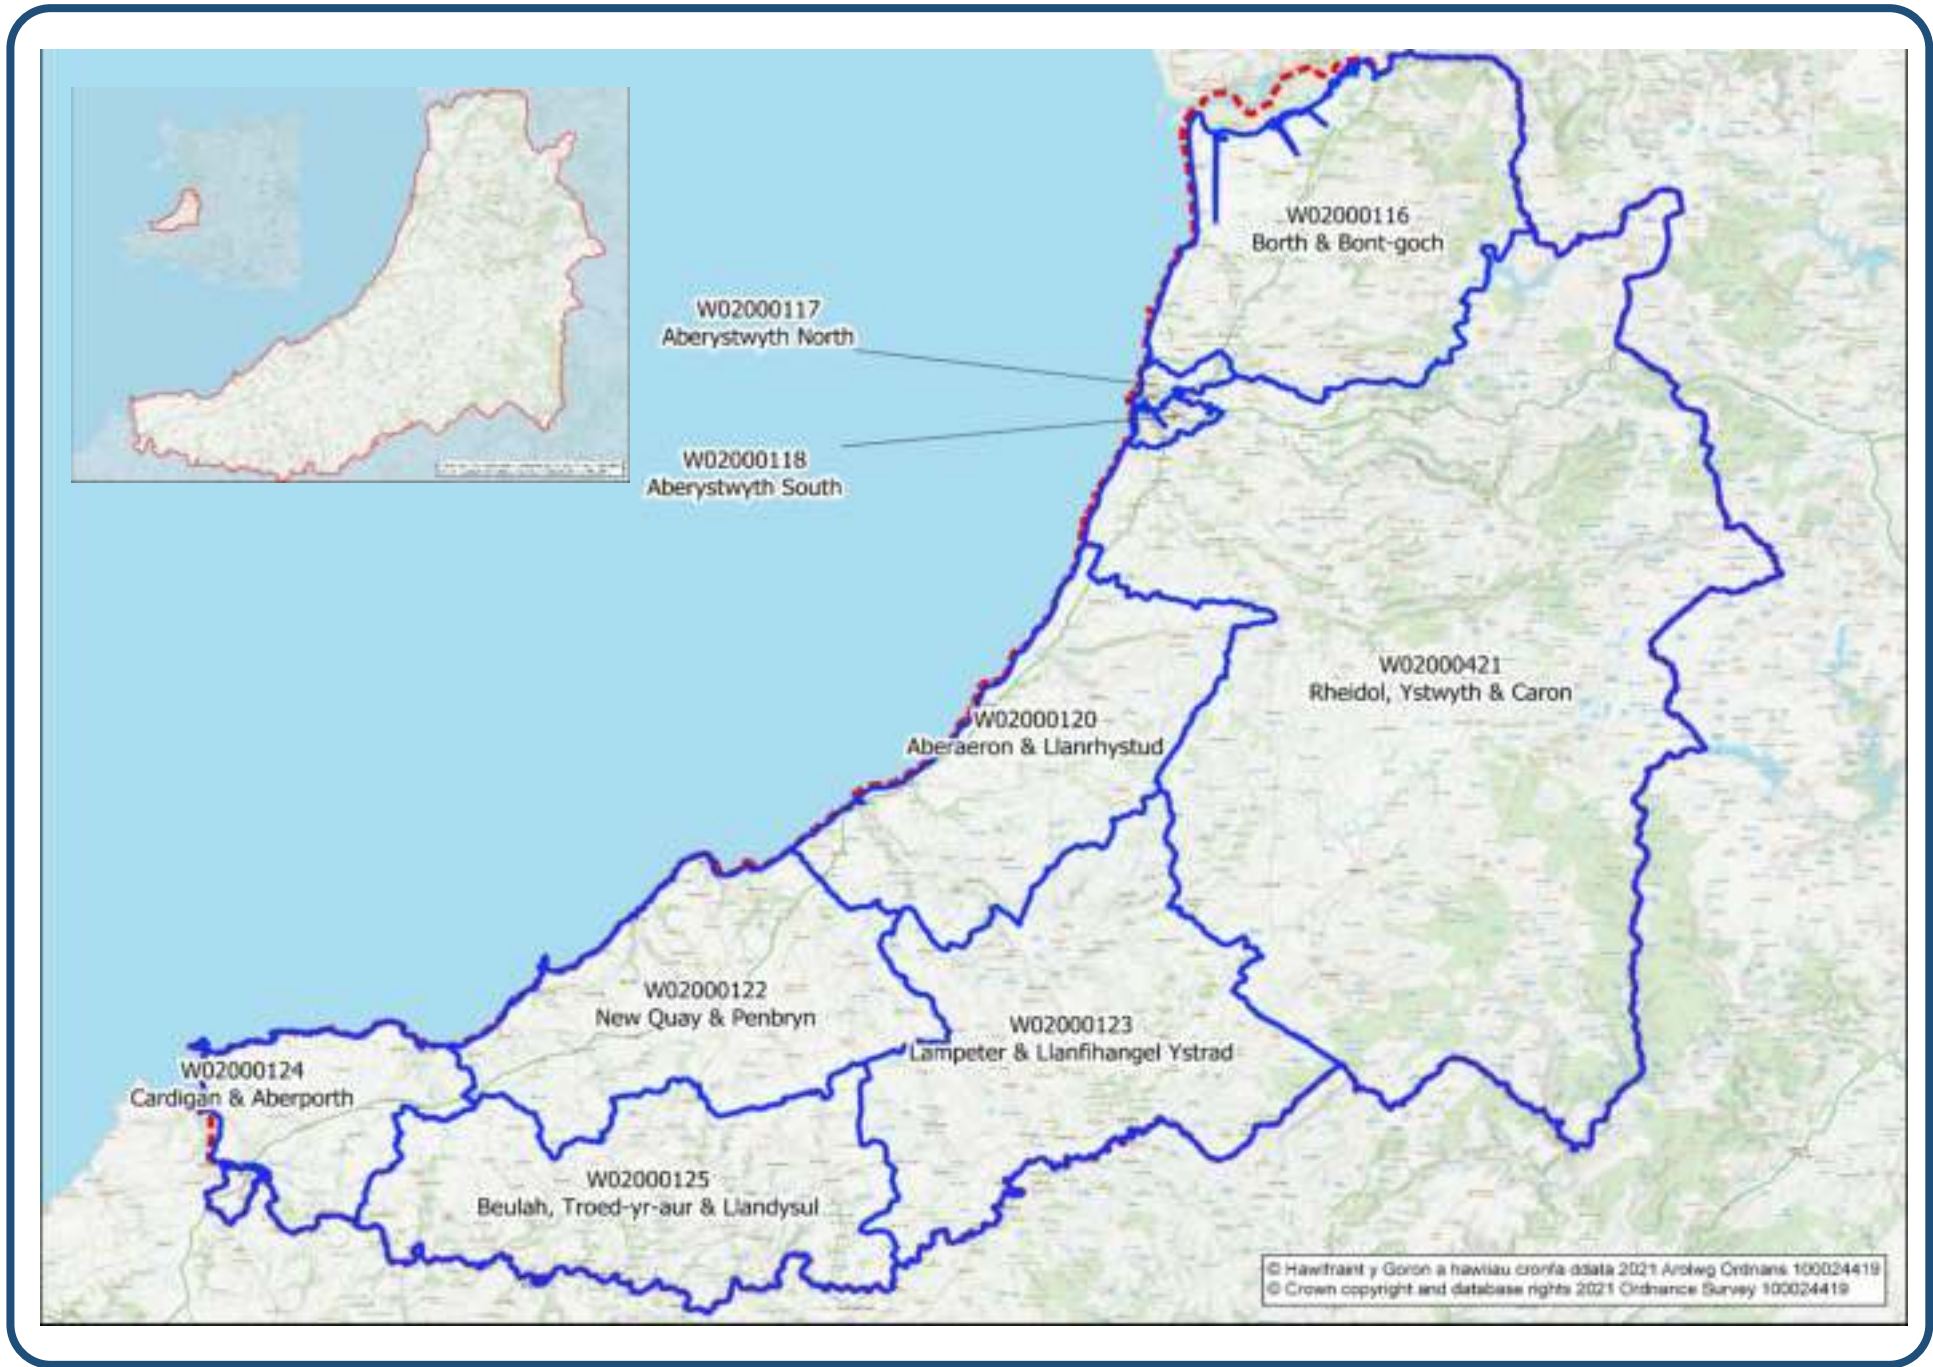 W02000116
Borth & Bont-goch
W02000117
Aberystwyth North
W02000118
Aberystwyth South
W02000421
Rheidol, Ystwyth & Caron
W02000120
Aberaeron & Llanrhystud
W02000122
New Quay & Penbryn
W02000123
Lampeter & Llanfihangel Ystrad
W02000124
Cardigan & Aberporth
W02000125
Beulah, Troed-yr-aur & Llandysul
© Hawlfraint y Goron a hawliau cronfa ddata 2021 Arolwg Ordnans 100024419
© Crown copyright and database rights 2021 Ordnance Survey 100024419